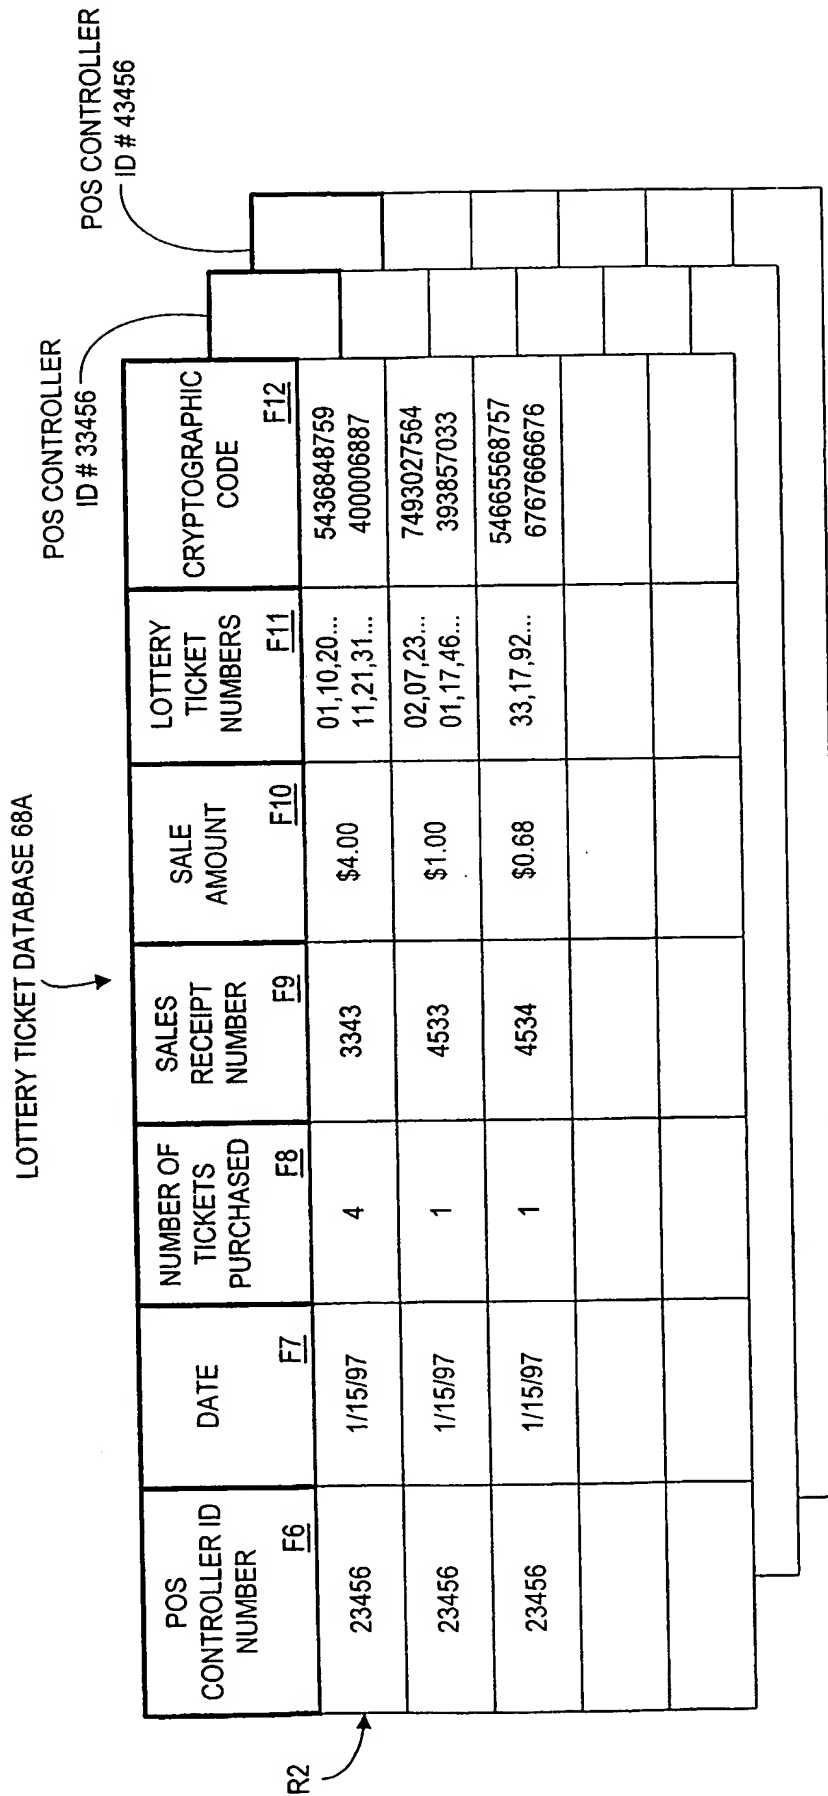 LOTTERY TICKET DATABASE 68A
POS CONTROLLER
ID # 33456
POS CONTROLLER
ID # 43456
POS
CONTROLLER ID
NUMBER
F6
DATE
F7
NUMBER OF
TICKETS
PURCHASED
F8
SALES
RECEIPT
NUMBER
F9
SALE
AMOUNT
F10
LOTTERY
TICKET
NUMBERS
F11
CRYPTOGRAPHIC
CODE
F12
R2
23456
1/15/97
4
3343
$4.00
01,10,20...
11,21,31...
5436848759
400006887
23456
1/15/97
1
4533
$1.00
02,07,23...
01,17,46...
7493027564
393857033
23456
1/15/97
1
4534
$0.68
33,17,92...
54665568757
6767666676